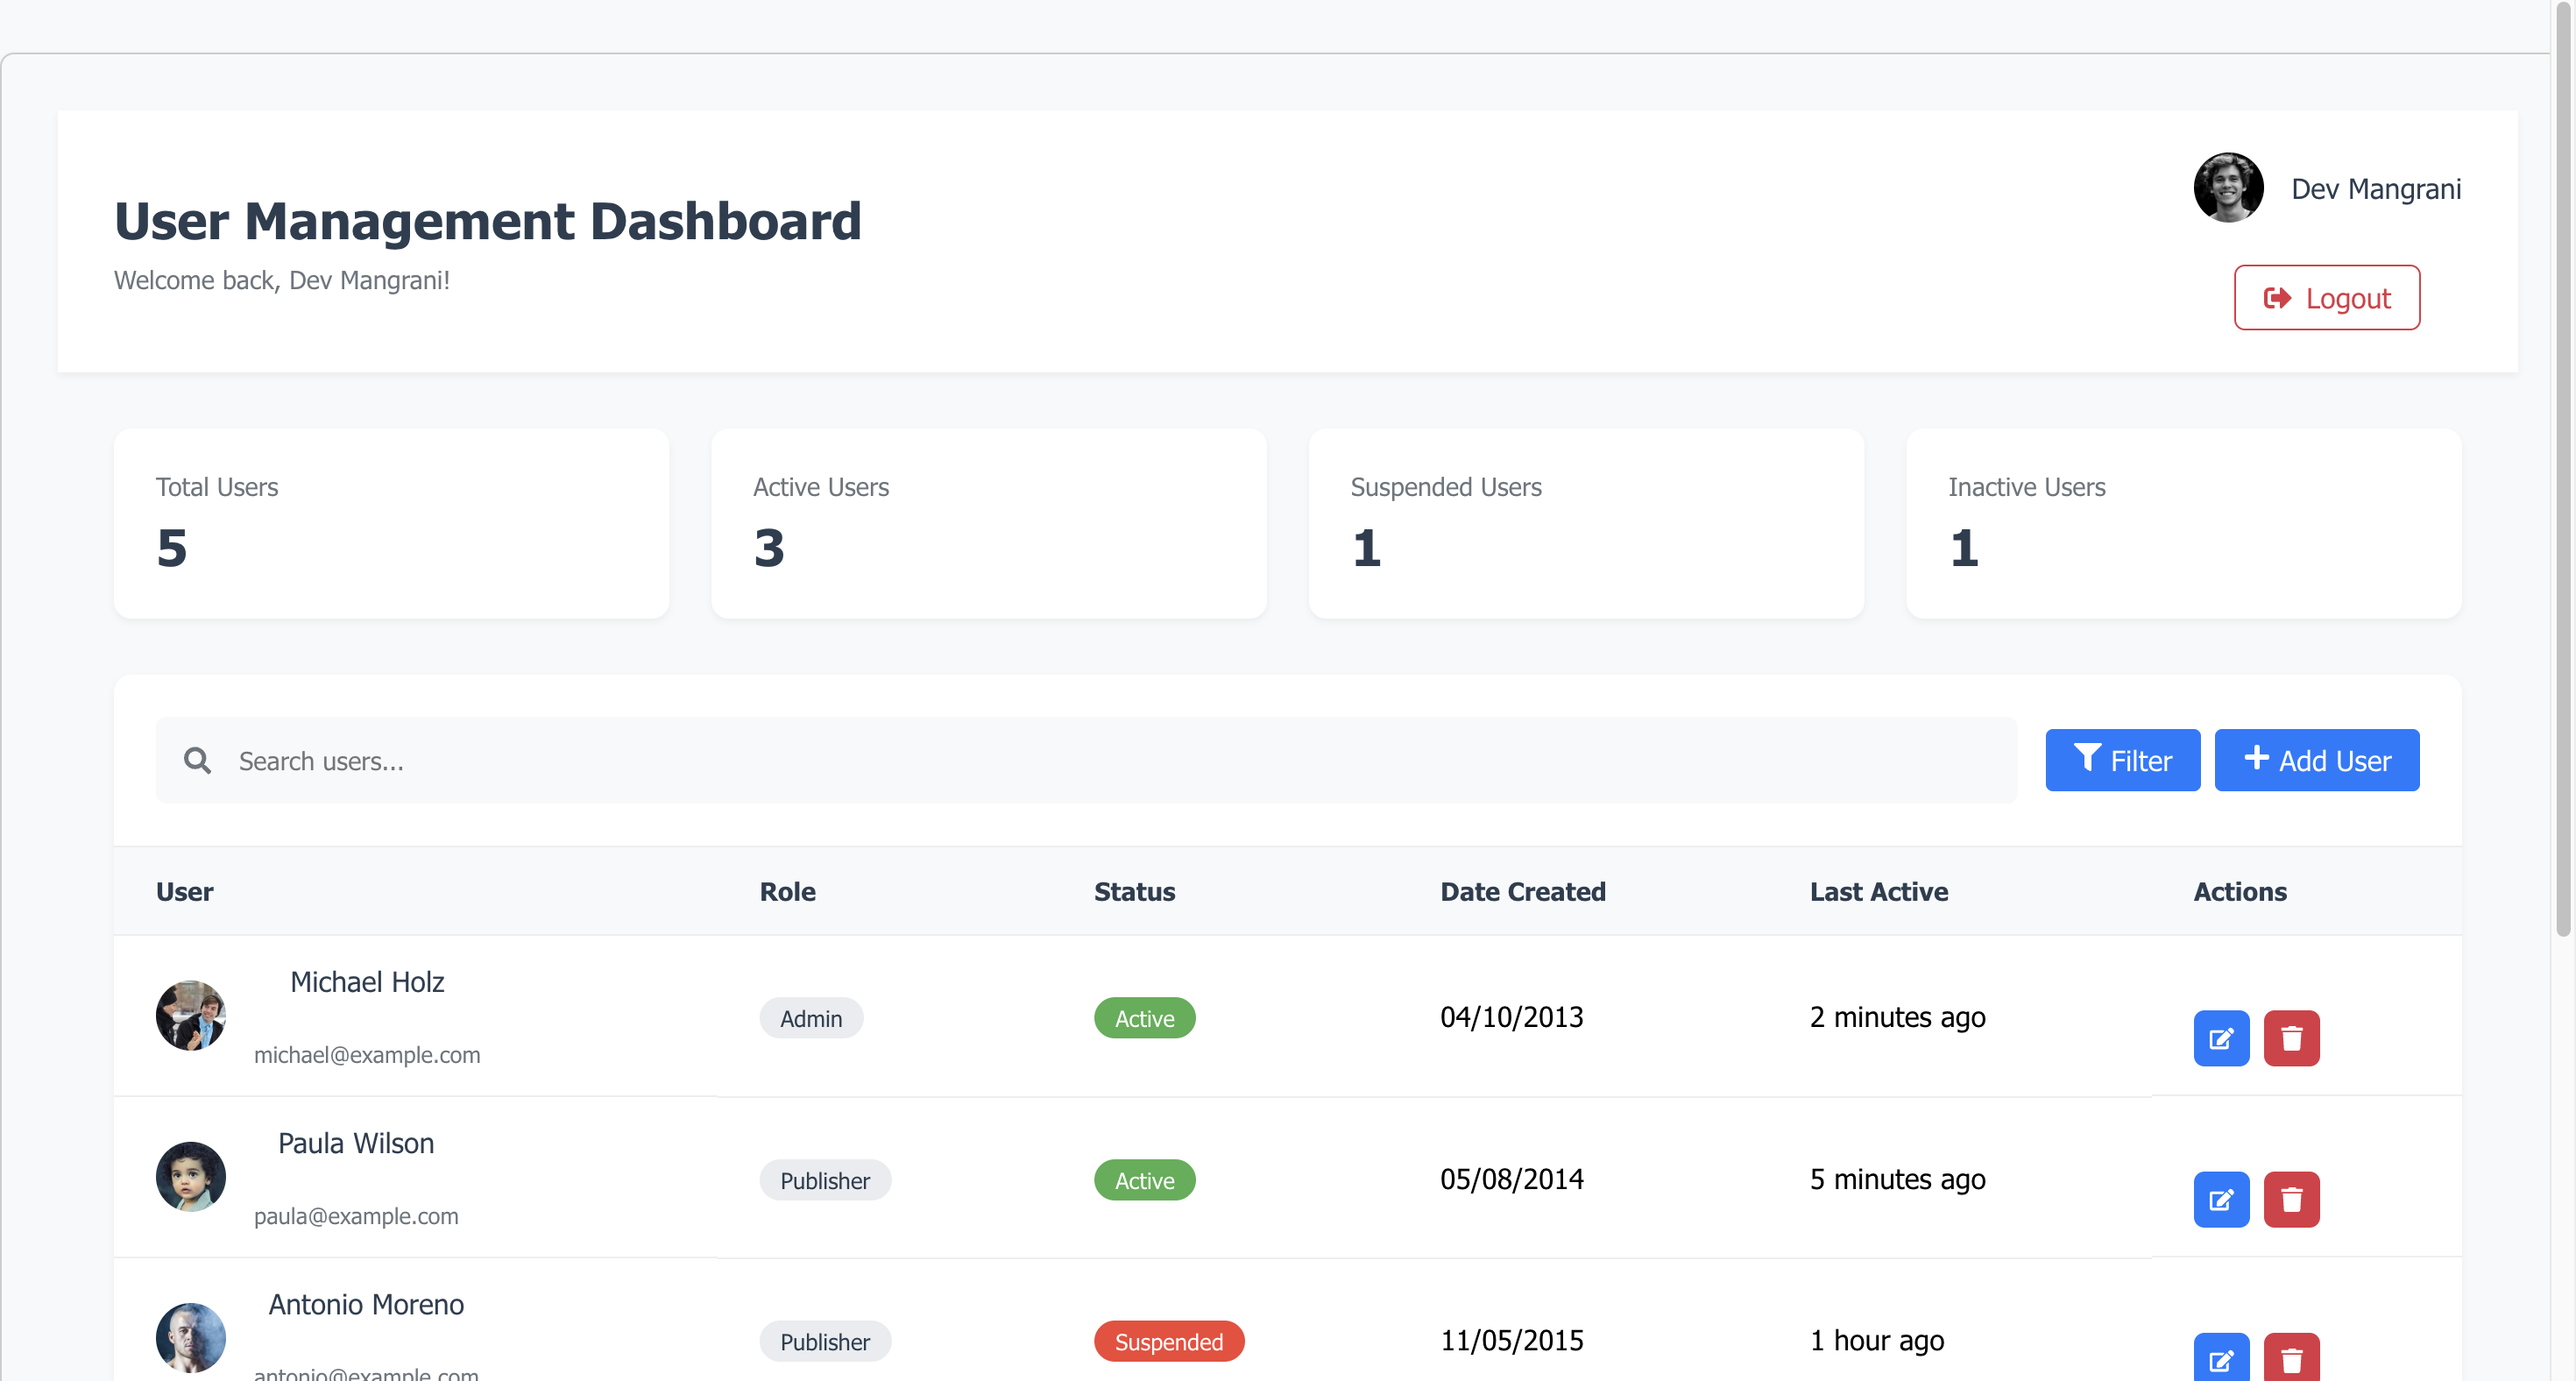 Dev Mangrani
User Management Dashboard
Welcome back, Dev Mangrani!
Logout
Total Users
5
Active Users
3
Suspended Users
1
Inactive Users
1
Search users...
Filter
Add User
User Role Status Date Created Last Active Actions
Michael Holz
michael@example.com
Admin Active 04/10/2013 2 minutes ago
Paula Wilson
paula@example.com
Publisher Active 05/08/2014 5 minutes ago
Antonio Moreno
antonio@example.com
Publisher Suspended 11/05/2015 1 hour ago